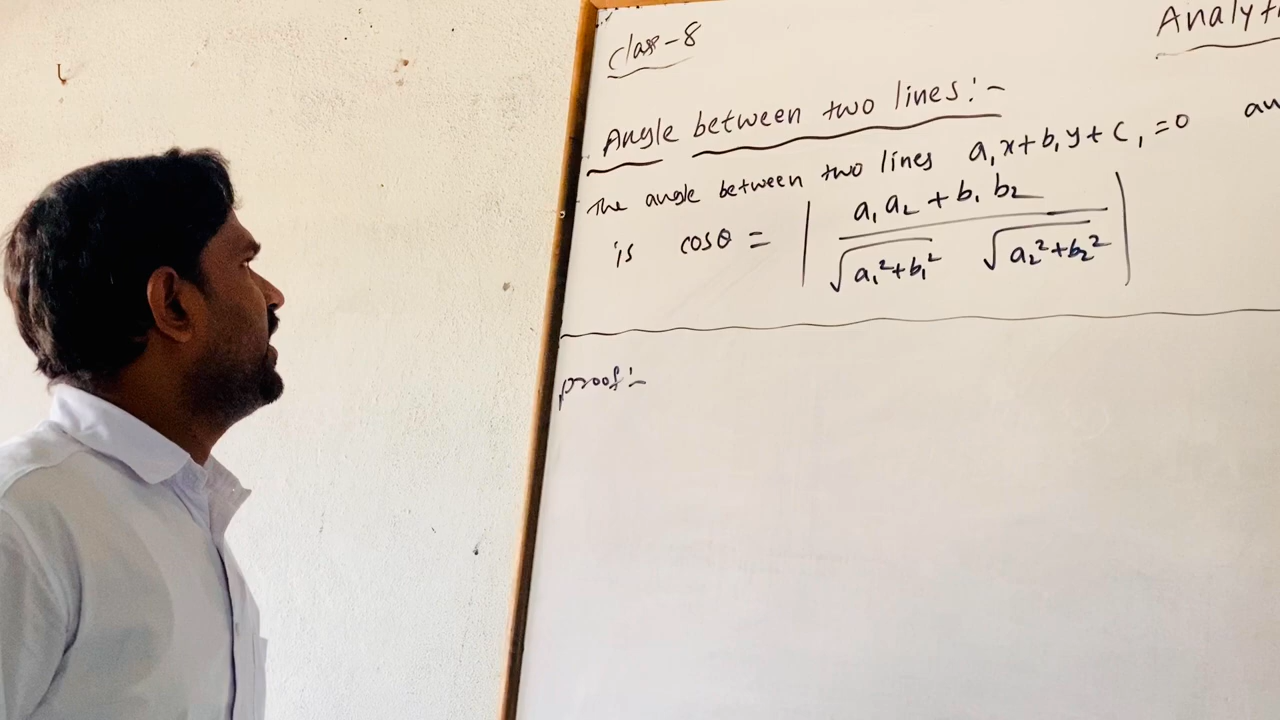 Class-8
Analyt
Angle between two lines:-
The angle between two lines a₁x+b₁y+c₁=0 an
is cosθ = | a₁a₂+b₁b₂ / √a₁²+b₁² √a₂²+b₂² |
proof:-